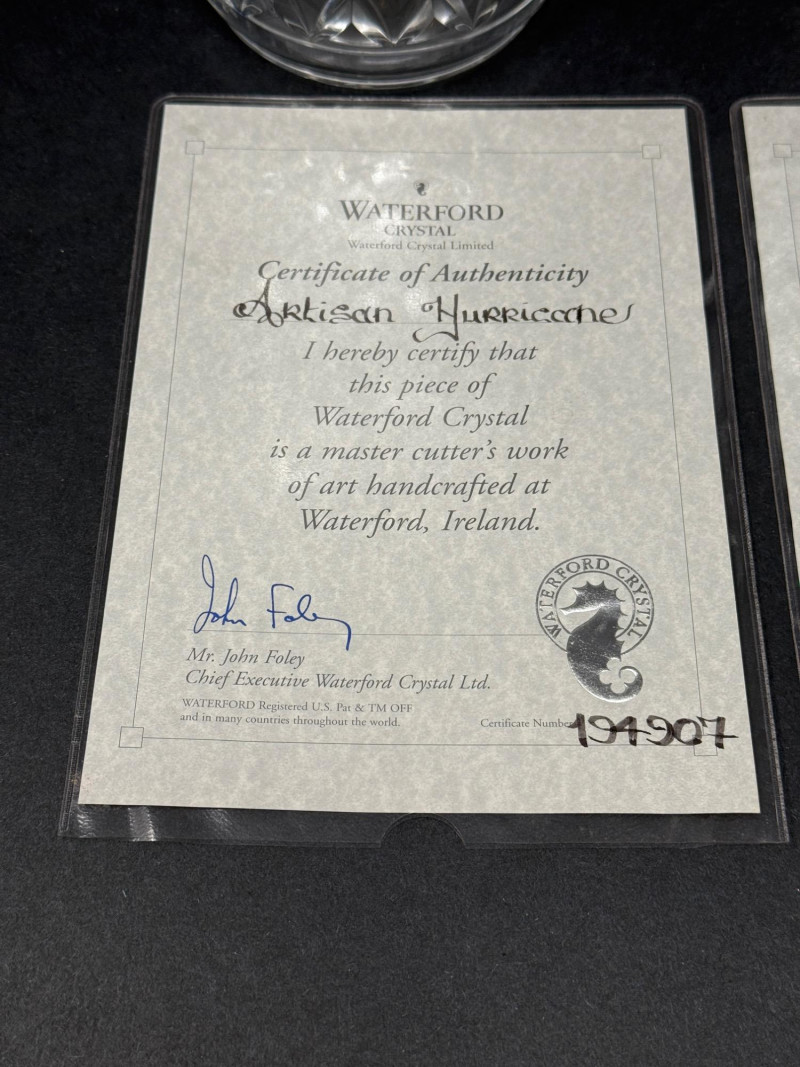 WATERFORD
CRYSTAL
Waterford Crystal Limited
Certificate of Authenticity
Artisan Hurricane
I hereby certify that
this piece of
Waterford Crystal
is a master cutter's work
of art handcrafted at
Waterford, Ireland.
WATERFORD CRYSTAL
John Foley
Mr. John Foley
Chief Executive Waterford Crystal Ltd.
WATERFORD Registered U.S. Pat & TM OFF
and in many countries throughout the world.
Certificate Number 194907